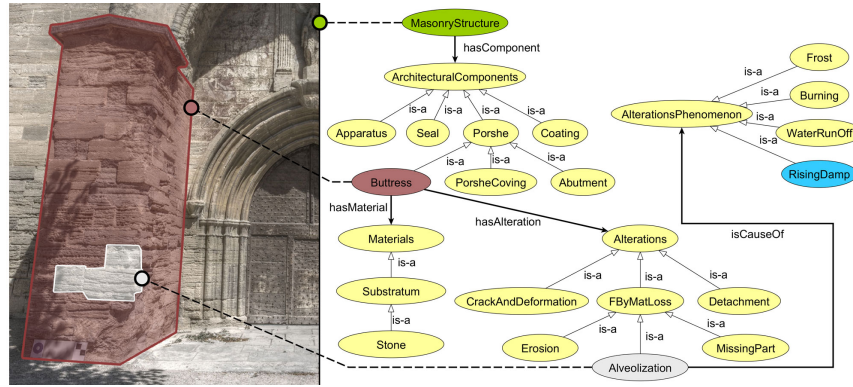 MasonryStructure
hasComponent
ArchitecturalComponents
is-a
is-a
is-a
is-a
Apparatus
Seal
Porshe
Coating
is-a
is-a
is-a
Buttress
PorsheCoving
Abutment
hasMaterial
hasAlteration
Materials
is-a
Substratum
is-a
Stone
Alterations
is-a
is-a
is-a
CrackAndDeformation
FByMatLoss
Detachment
is-a
is-a
is-a
Erosion
MissingPart
Alveolization
isCauseOf
AlterationsPhenomenon
is-a
is-a
is-a
is-a
Frost
Burning
WaterRunOff
RisingDamp